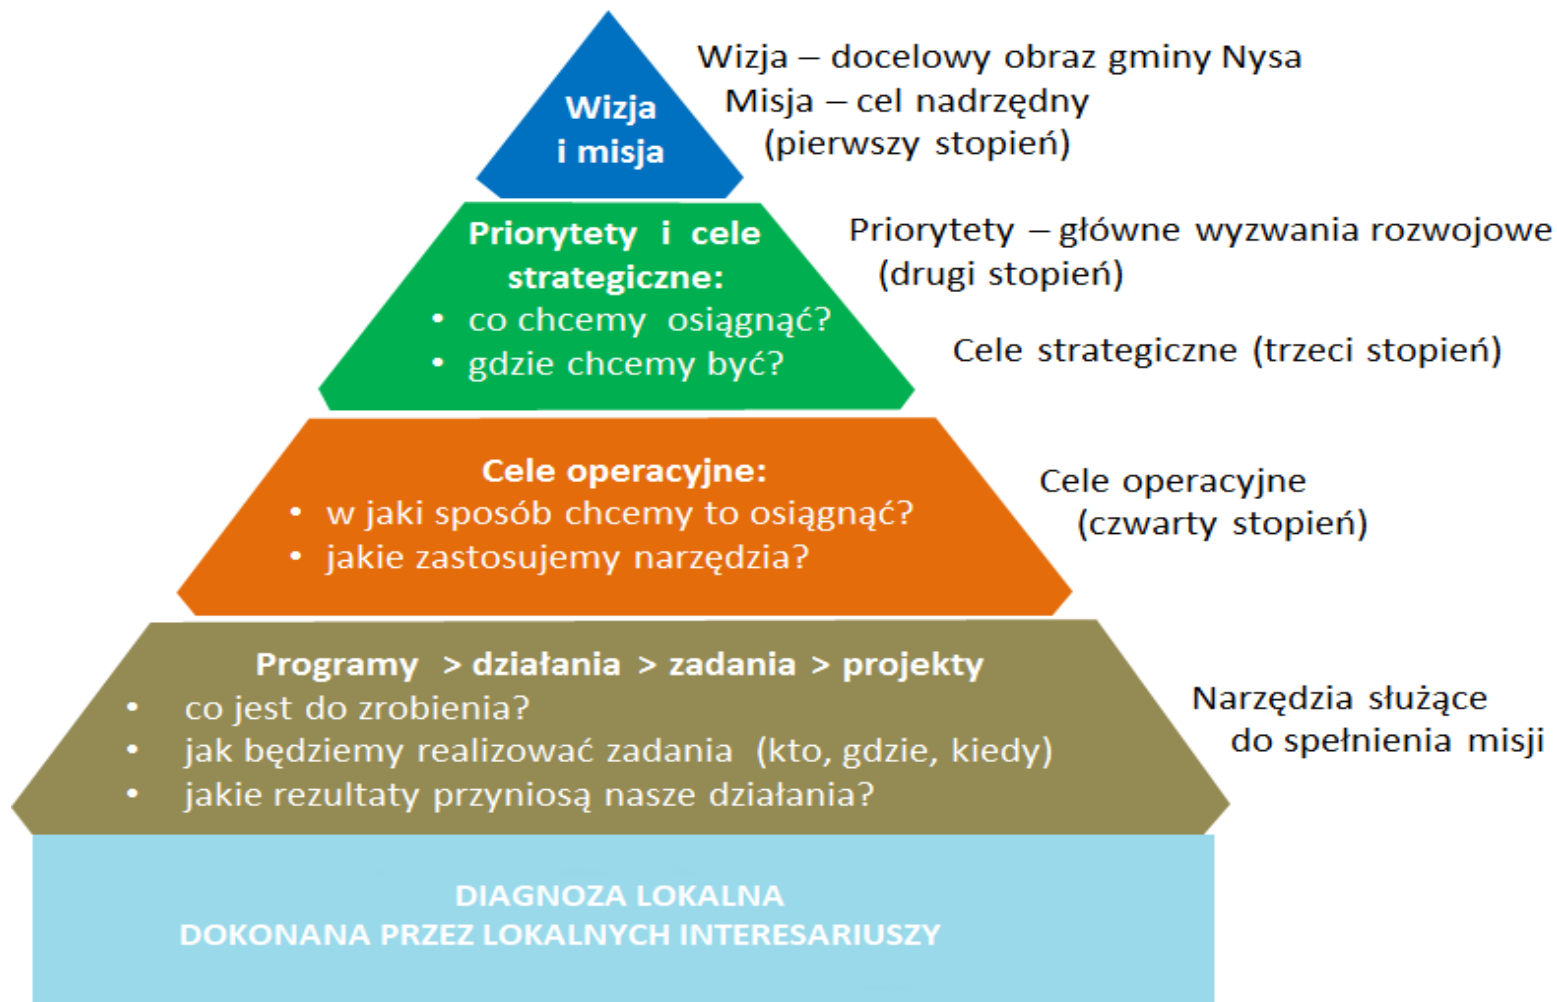 Wizja
i misja
Wizja – docelowy obraz gminy Nysa
Misja – cel nadrzędny
(pierwszy stopień)
Priorytety i cele
strategiczne:
• co chcemy osiągnąć?
• gdzie chcemy być?
Priorytety – główne wyzwania rozwojowe
(drugi stopień)
Cele strategiczne (trzeci stopień)
Cele operacyjne:
• w jaki sposób chcemy to osiągnąć?
• jakie zastosujemy narzędzia?
Cele operacyjne
(czwarty stopień)
Programy > działania > zadania > projekty
• co jest do zrobienia?
• jak będziemy realizować zadania (kto, gdzie, kiedy)
• jakie rezultaty przyniosą nasze działania?
Narzędzia służące
do spełnienia misji
DIAGNOZA LOKALNA
DOKONANA PRZEZ LOKALNYCH INTERESARIUSZY